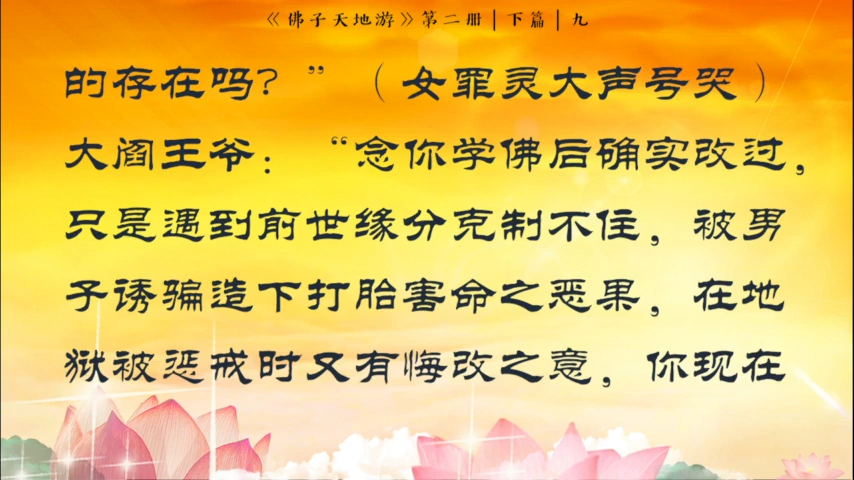 《佛子天地游》第二册|下篇|九
的存在吗？”（女罪灵大声号哭）
大阎王爷：“念你学佛后确实改过，
只是遇到前世缘分克制不住，被男
子诱骗造下打胎害命之恶果，在地
狱被惩戒时又有悔改之意，你现在